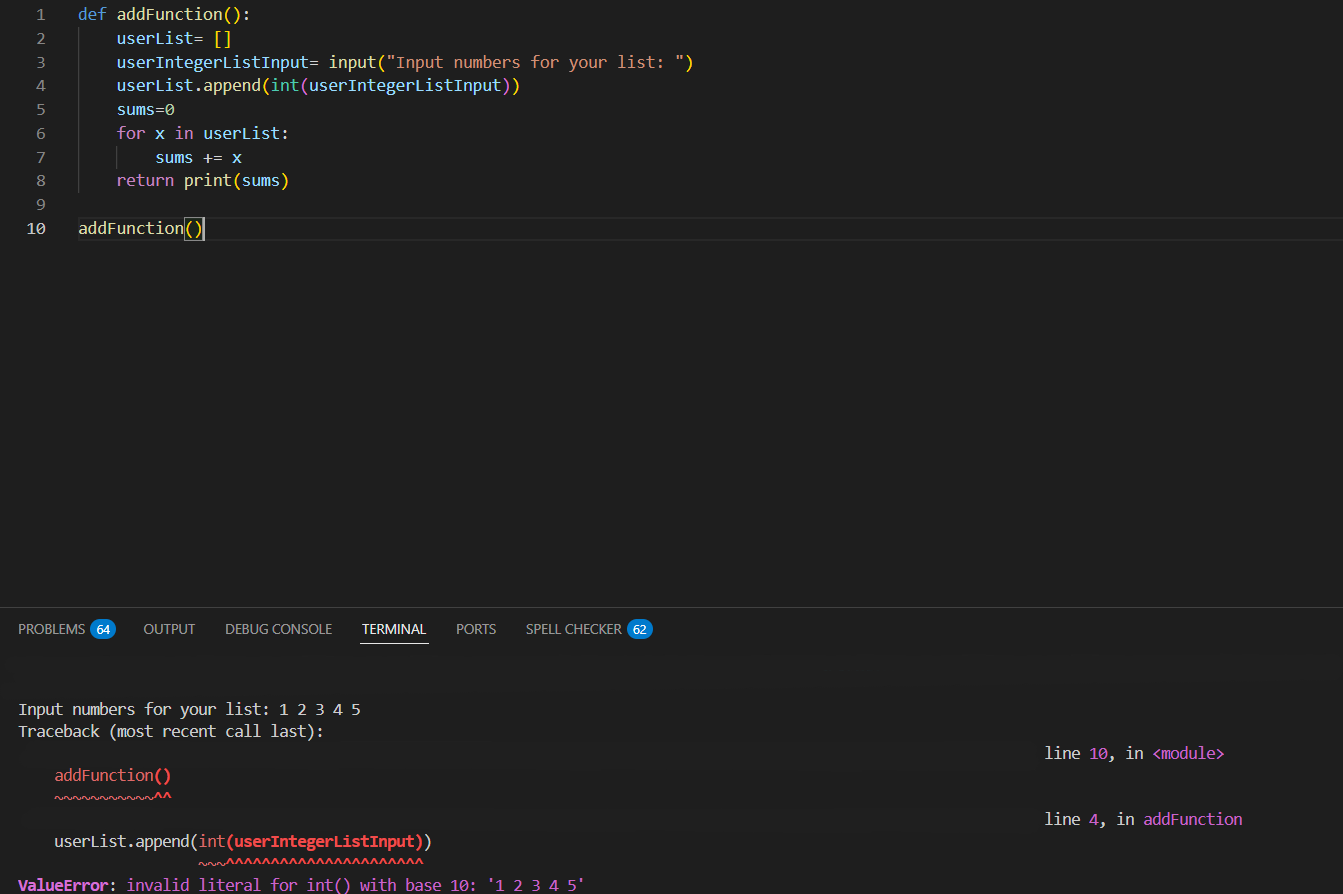 1 def addFunction():
2     userList= []
3     userIntegerListInput= input("Input numbers for your list: ")
4     userList.append(int(userIntegerListInput))
5     sums=0
6     for x in userList:
7         sums += x
8     return print(sums)
9
10 addFunction()
PROBLEMS 64 OUTPUT DEBUG CONSOLE TERMINAL PORTS SPELL CHECKER 62
Input numbers for your list: 1 2 3 4 5
Traceback (most recent call last):
line 10, in <module>
    addFunction()
    ~~~~~~~~~~~^^
line 4, in addFunction
    userList.append(int(userIntegerListInput))
                    ~~~^^^^^^^^^^^^^^^^^^^^^^
ValueError: invalid literal for int() with base 10: '1 2 3 4 5'